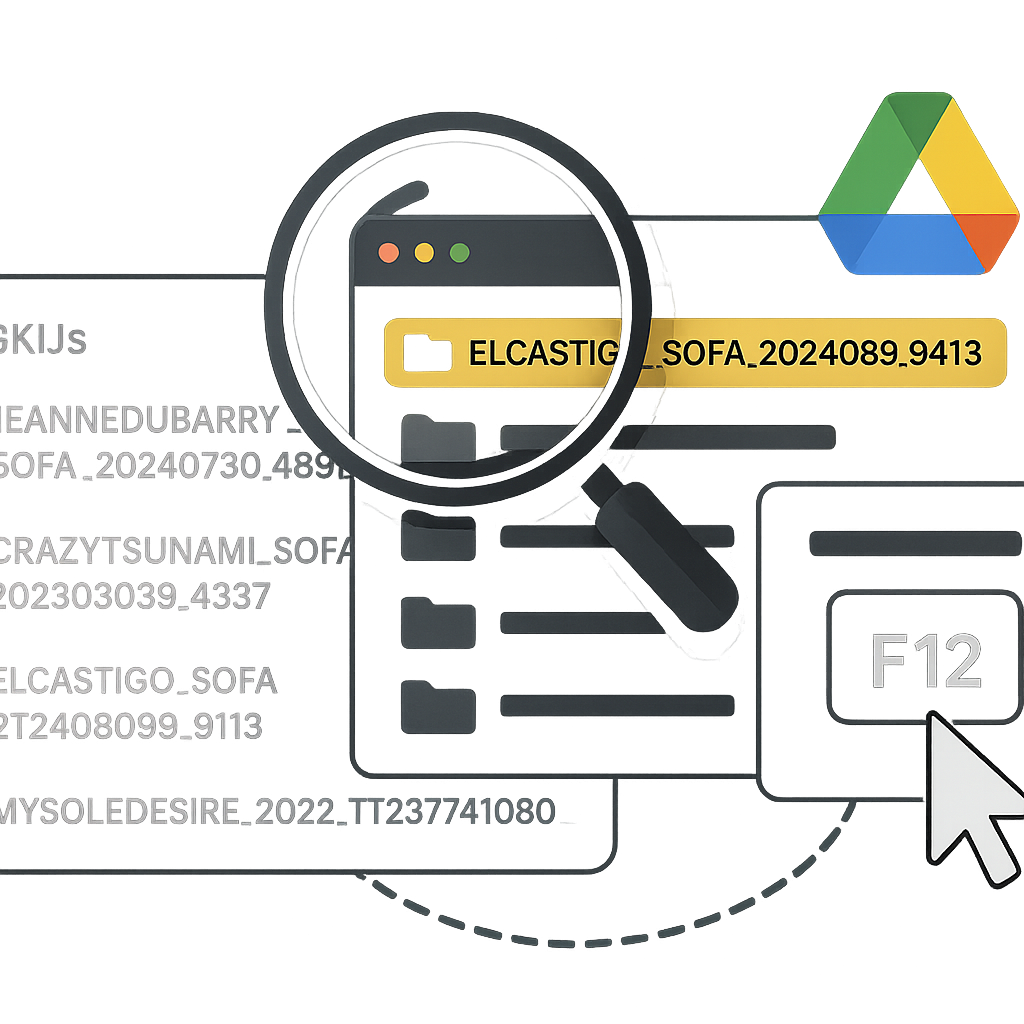 GKIJs
JEANNEDUBARRY_
SOFA_20240730_489
CRAZYTSUNAMI_SOFA
202303039_4337
ELCASTIGO_SOFA
2T2408099_9113
MYSOLEDESIRE_2022_TT237741080
ELCASTIGO_SOFA_2024089_9413
F12